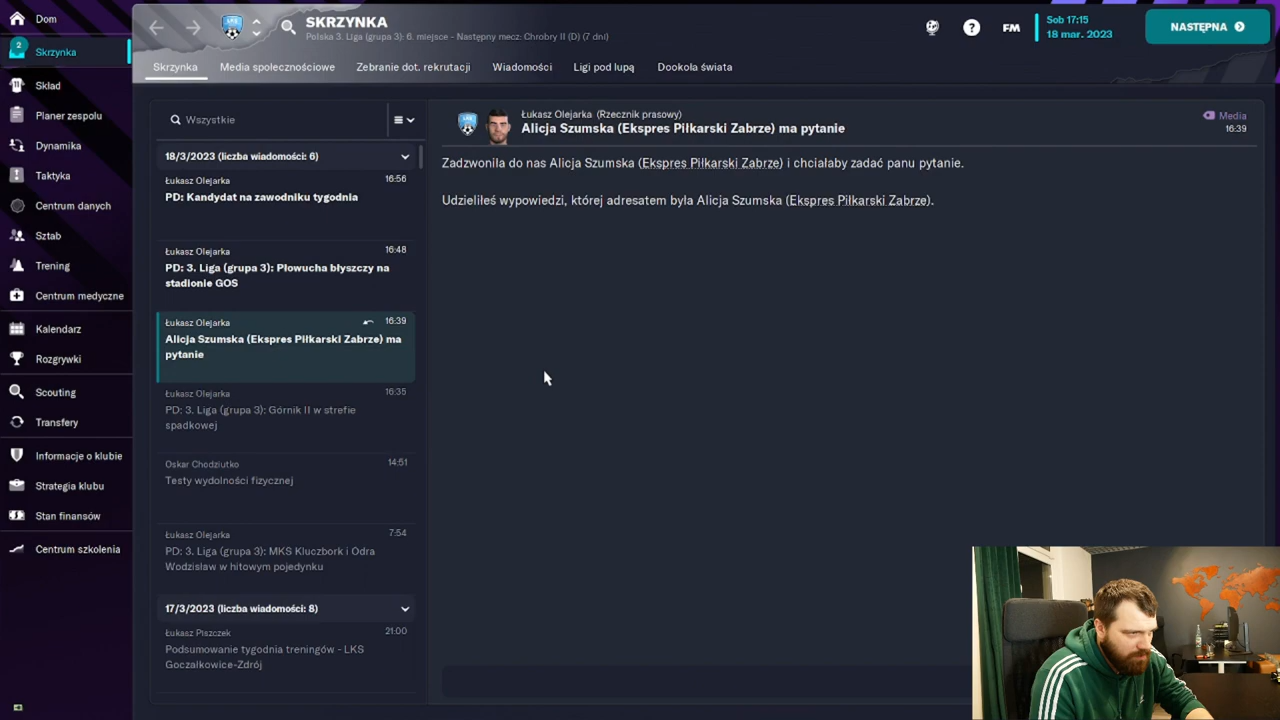 Dom
2
Skrzynka
Skład
Planer zespołu
Dynamika
Taktyka
Centrum danych
Sztab
Trening
Centrum medyczne
Kalendarz
Rozgrywki
Scouting
Transfery
Informacje o klubie
Strategia klubu
Stan finansów
Centrum szkolenia
SKRZYNKA
Polska 3. Liga (grupa 3): 6. miejsce - Następny mecz: Chrobry II (D) (7 dni)
?
FM
Sob 17:15
18 mar. 2023
NASTĘPNA
Skrzynka
Media społecznościowe
Zebranie dot. rekrutacji
Wiadomości
Ligi pod lupą
Dookoła świata
Wszystkie
18/3/2023 (liczba wiadomości: 6)
Łukasz Olejarka 16:56
PD: Kandydat na zawodniku tygodnia
Łukasz Olejarka 16:48
PD: 3. Liga (grupa 3): Płowucha błyszczy na
stadionie GOS
Łukasz Olejarka 16:39
Alicja Szumska (Ekspres Piłkarski Zabrze) ma
pytanie
Łukasz Olejarka 16:35
PD: 3. Liga (grupa 3): Górnik II w strefie
spadkowej
Oskar Chodziutko 14:51
Testy wydolności fizycznej
Łukasz Olejarka 7:54
PD: 3. Liga (grupa 3): MKS Kluczbork i Odra
Wodzisław w hitowym pojedynku
17/3/2023 (liczba wiadomości: 8)
Łukasz Piszczek 21:00
Podsumowanie tygodnia treningów - LKS
Goczałkowice-Zdrój
Łukasz Olejarka (Rzecznik prasowy)
Alicja Szumska (Ekspres Piłkarski Zabrze) ma pytanie
Media
16:39
Zadzwoniła do nas Alicja Szumska (Ekspres Piłkarski Zabrze) i chciałaby zadać panu pytanie.
Udzieliłeś wypowiedzi, której adresatem była Alicja Szumska (Ekspres Piłkarski Zabrze).